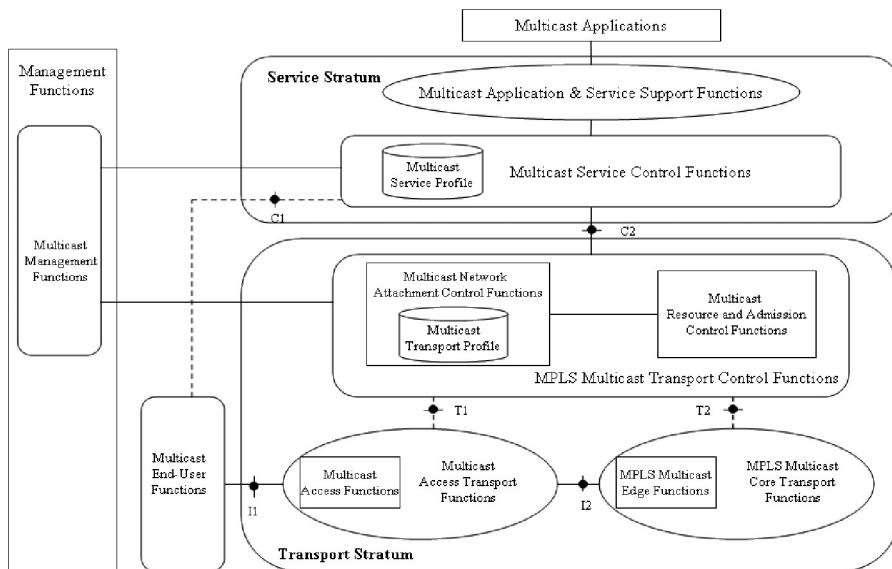 Multicast Applications
Management
Functions
Service Stratum
Multicast Application & Service Support Functions
Multicast
Service Profile
Multicast Service Control Functions
C1
C2
Multicast
Management
Functions
Multicast Network
Attachment Control Functions
Multicast
Transport Profile
Multicast
Resource and Admission
Control Functions
MPLS Multicast Transport Control Functions
T1
T2
Multicast
End-User
Functions
I1
Multicast
Access Functions
Multicast
Access Transport
Functions
I2
MPLS Multicast
Edge Functions
MPLS Multicast
Core Transport
Functions
Transport Stratum